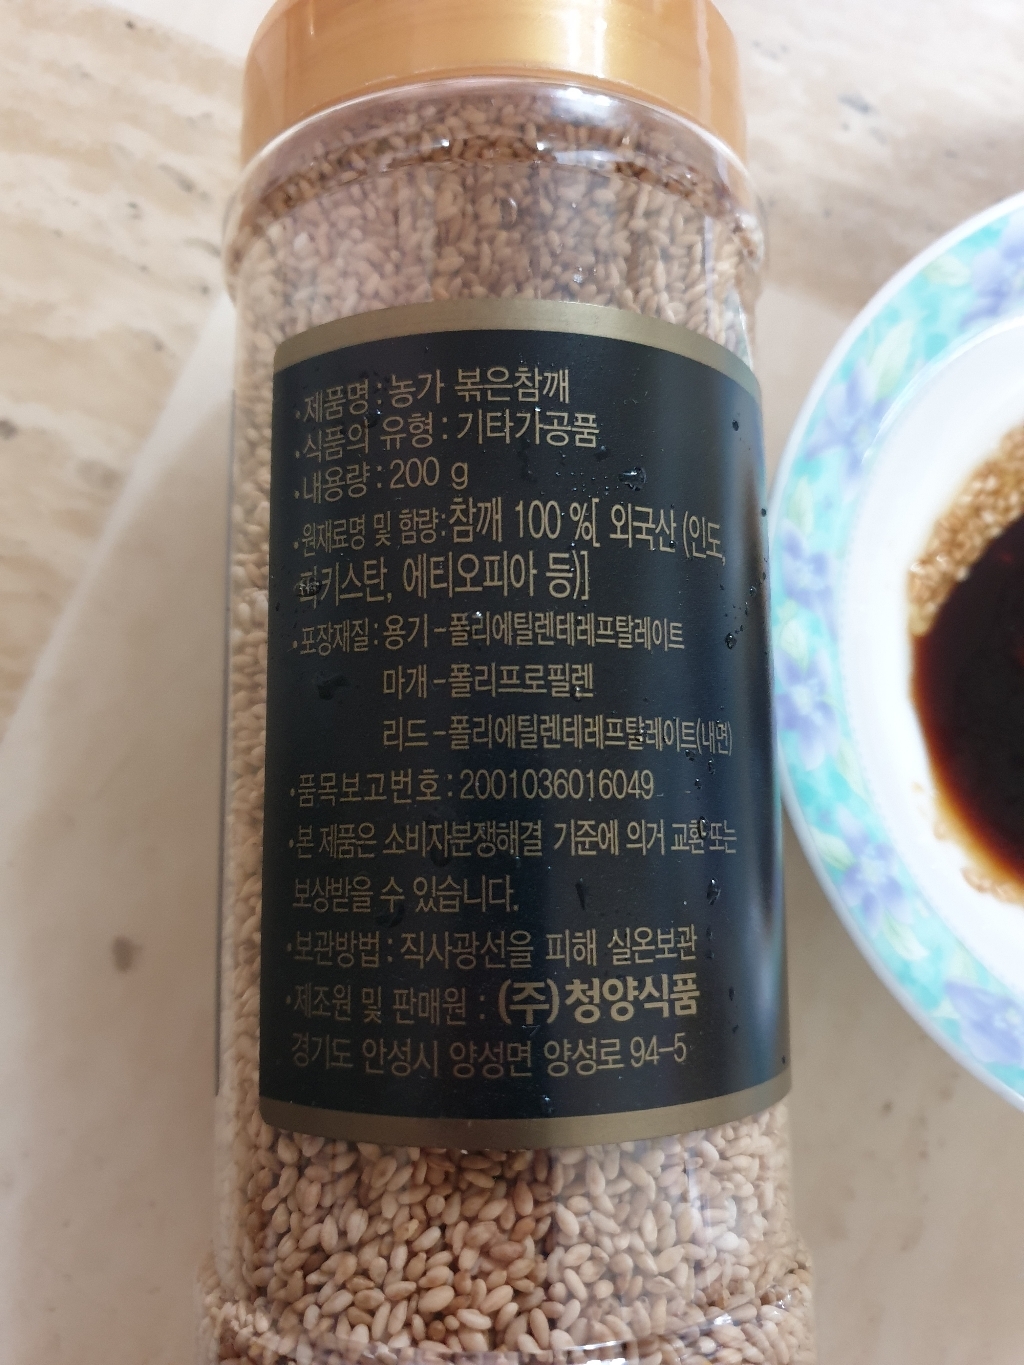 ·제품명 : 농가 볶은참깨
·식품의 유형 : 기타가공품
·내용량 : 200 g
·원재료명 및 함량:참깨 100 %[ 외국산 (인도,
파키스탄, 에티오피아 등)]
·포장재질 : 용기 -폴리에틸렌테레프탈레이트
마개 -폴리프로필렌
리드 -폴리에틸렌테레프탈레이트(내면)
·품목보고번호 : 2001036016049
·본 제품은 소비자분쟁해결 기준에 의거 교환 또는
보상받을 수 있습니다.
·보관방법 : 직사광선을 피해 실온보관
·제조원 및 판매원 : (주)청양식품
경기도 안성시 양성면 양성로 94-5